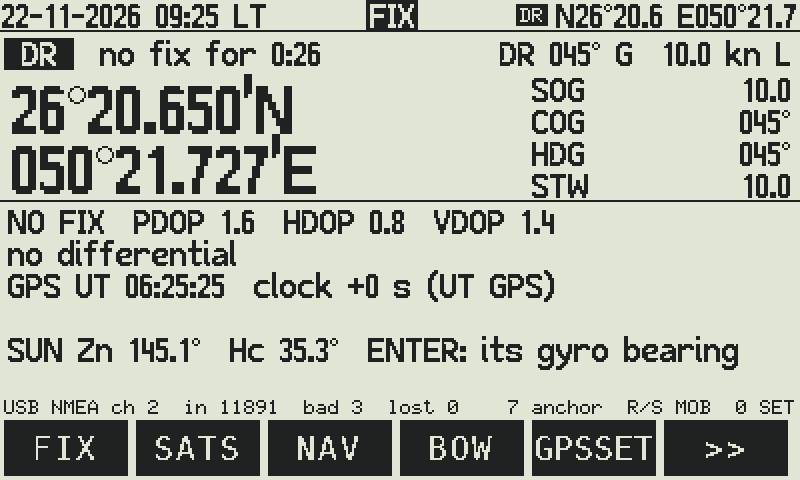 22-11-2026 09:25 LT FIX DR N26°20.6 E050°21.7
DR no fix for 0:26 DR 045° G 10.0 kn L
26°20.650'N
050°21.727'E
SOG 10.0
COG 045°
HDG 045°
STW 10.0
NO FIX PDOP 1.6 HDOP 0.8 VDOP 1.4
no differential
GPS UT 06:25:25 clock +0 s (UT GPS)
SUN Zn 145.1° Hc 35.3° ENTER: its gyro bearing
USB NMEA ch 2 in 11891 bad 3 lost 0 7 anchor R/S MOB 0 SET
FIX SATS NAV BOW GPSSET >>